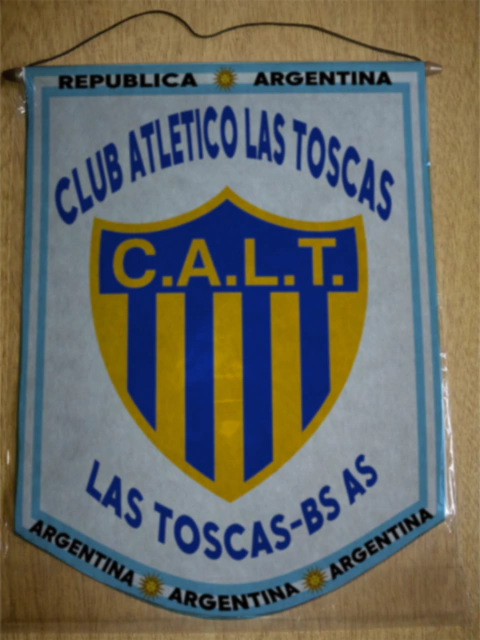 REPUBLICA ARGENTINA
CLUB ATLETICO LAS TOSCAS
C.A.L.T.
LAS TOSCAS-BS AS
ARGENTINA ARGENTINA ARGENTINA